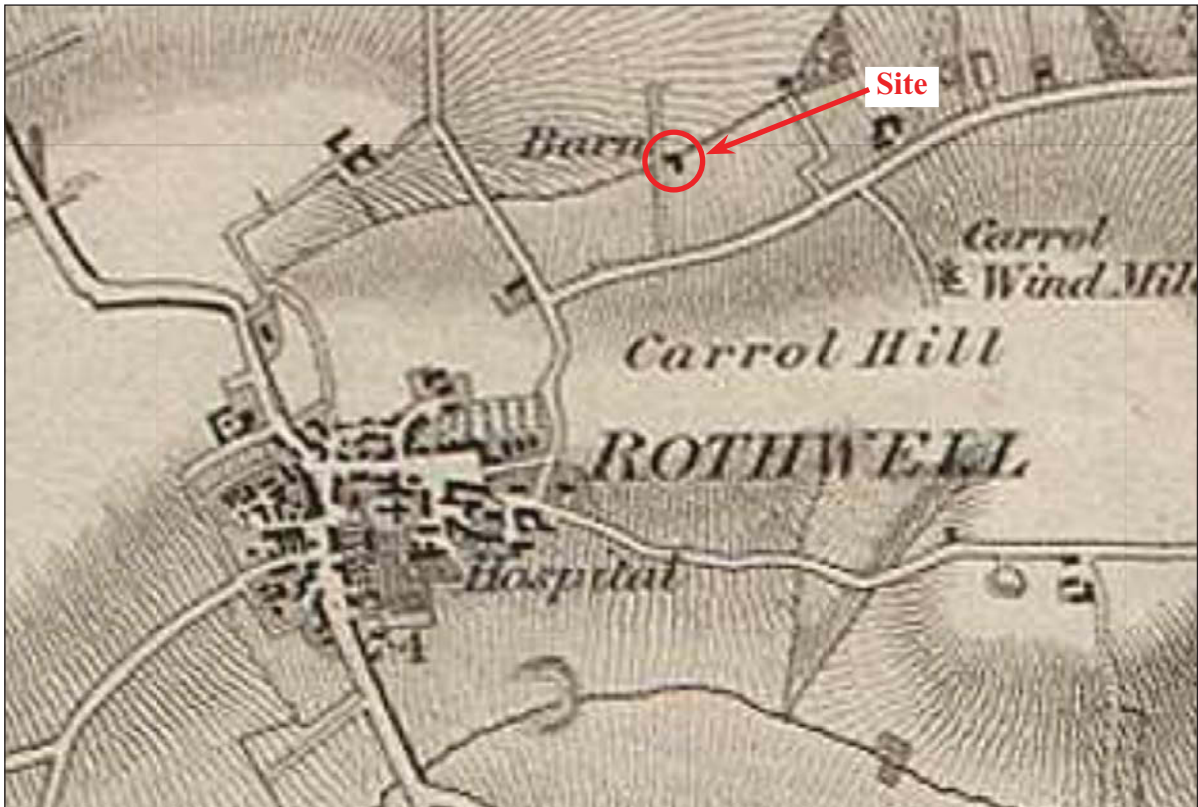 Site
Barn
Carrol
Wind Mil
Carrol Hill
ROTHWELL
Hospital